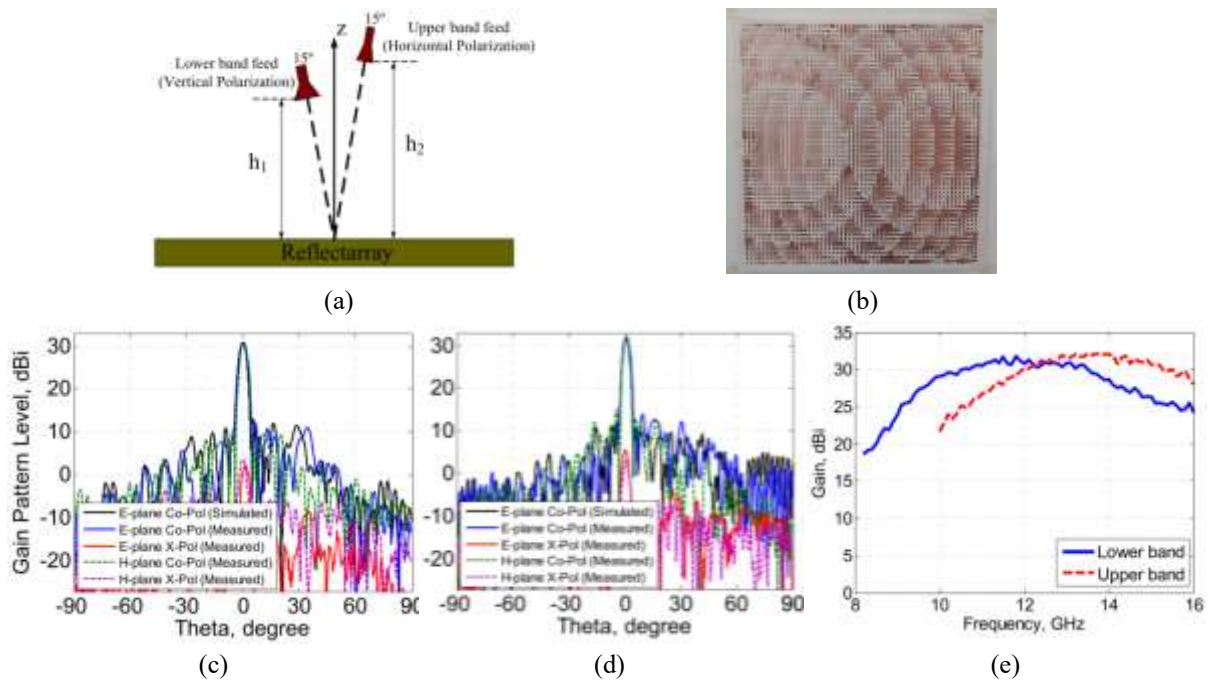 15º
Z
Upper band feed
(Horizontal Polarization)
Lower band feed
(Vertical Polarization)
15º
h1
h2
Reflectarray
(a)
(b)
Gain Pattern Level, dBi
30
20
10
0
-10
-20
E-plane Co-Pol (Simulated)
E-plane Co-Pol (Measured)
E-plane X-Pol (Measured)
H-plane Co-Pol (Measured)
H-plane X-Pol (Measured)
-90 -60 -30 0 30 60 90
Theta, degree
(c)
30
20
10
0
-10
-20
E-plane Co-Pol (Simulated)
E-plane Co-Pol (Measured)
E-plane X-Pol (Measured)
H-plane Co-Pol (Measured)
H-plane X-Pol (Measured)
-90 -60 -30 0 30 60 90
Theta, degree
(d)
Gain, dBi
35
30
25
20
15
10
5
0
Lower band
Upper band
8 10 12 14 16
Frequency, GHz
(e)